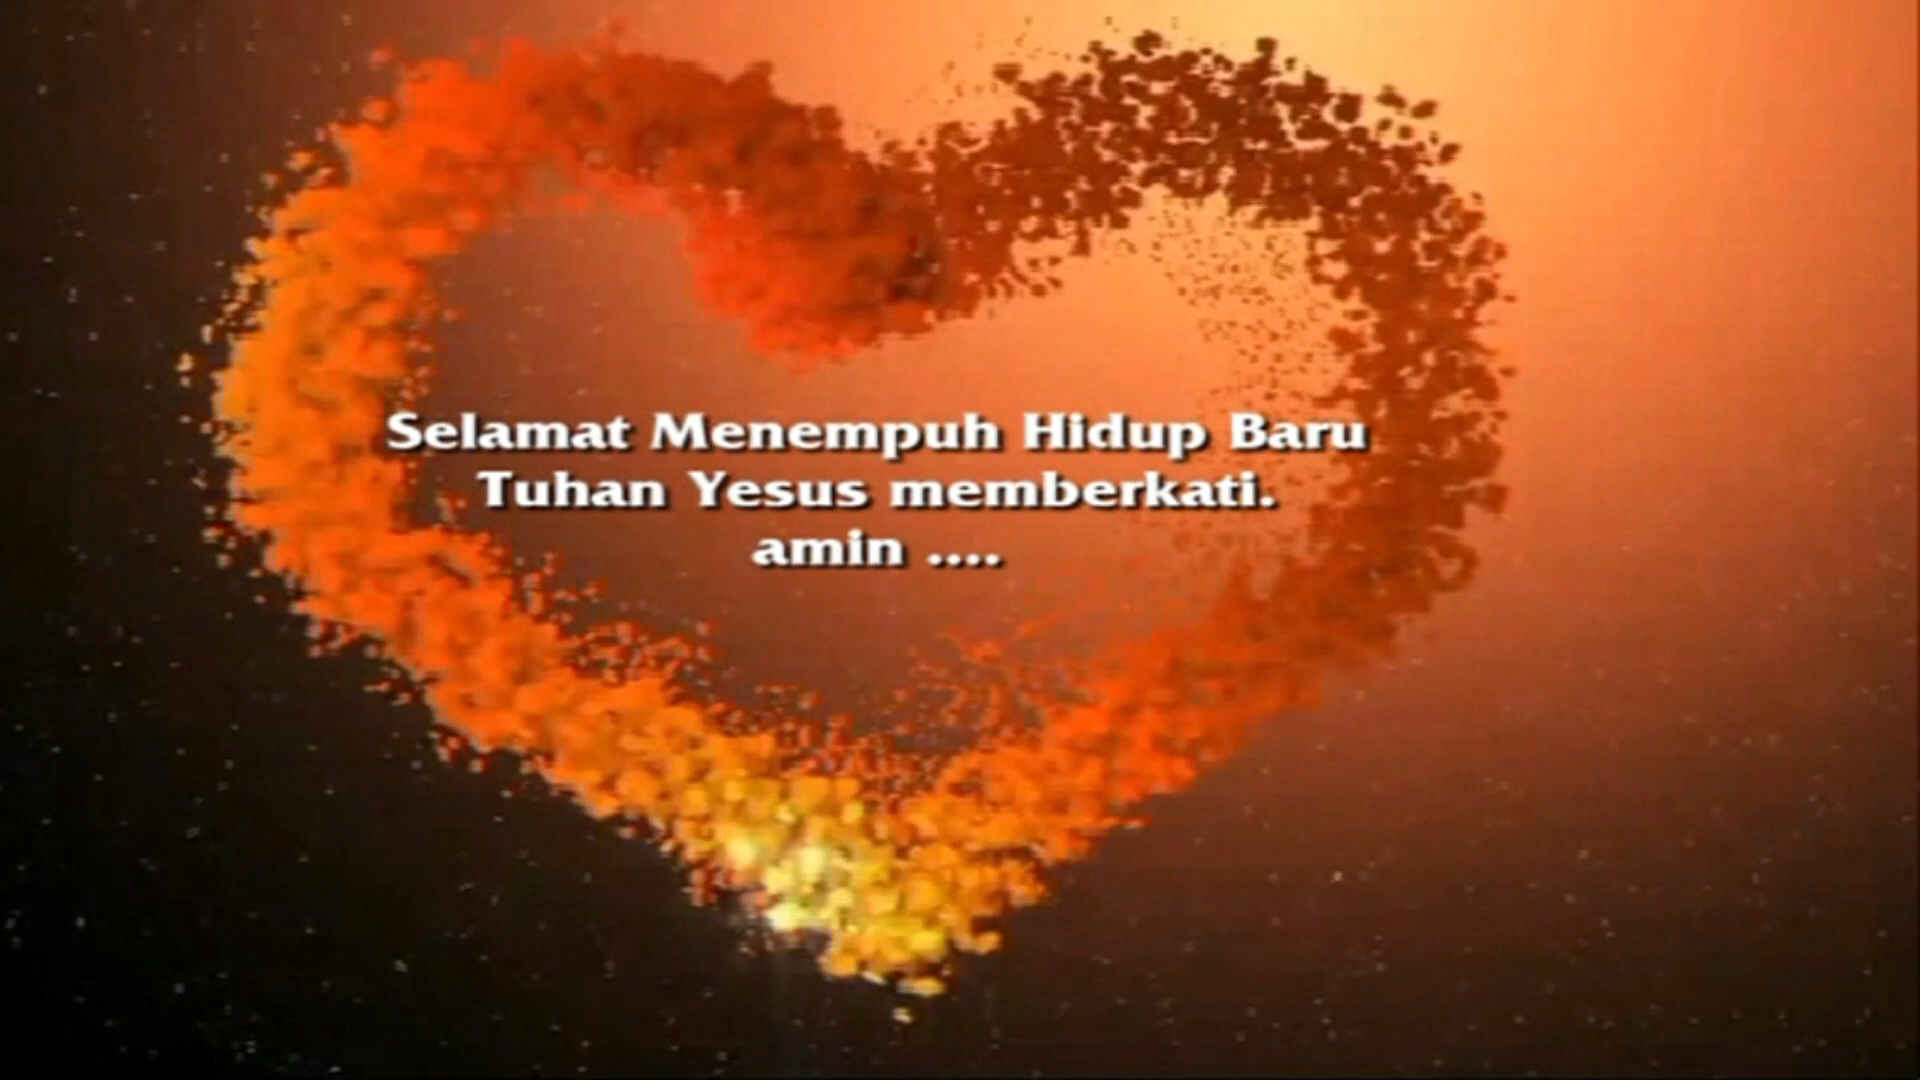 Selamat Menempuh Hidup Baru
Tuhan Yesus memberkati.
amin ....